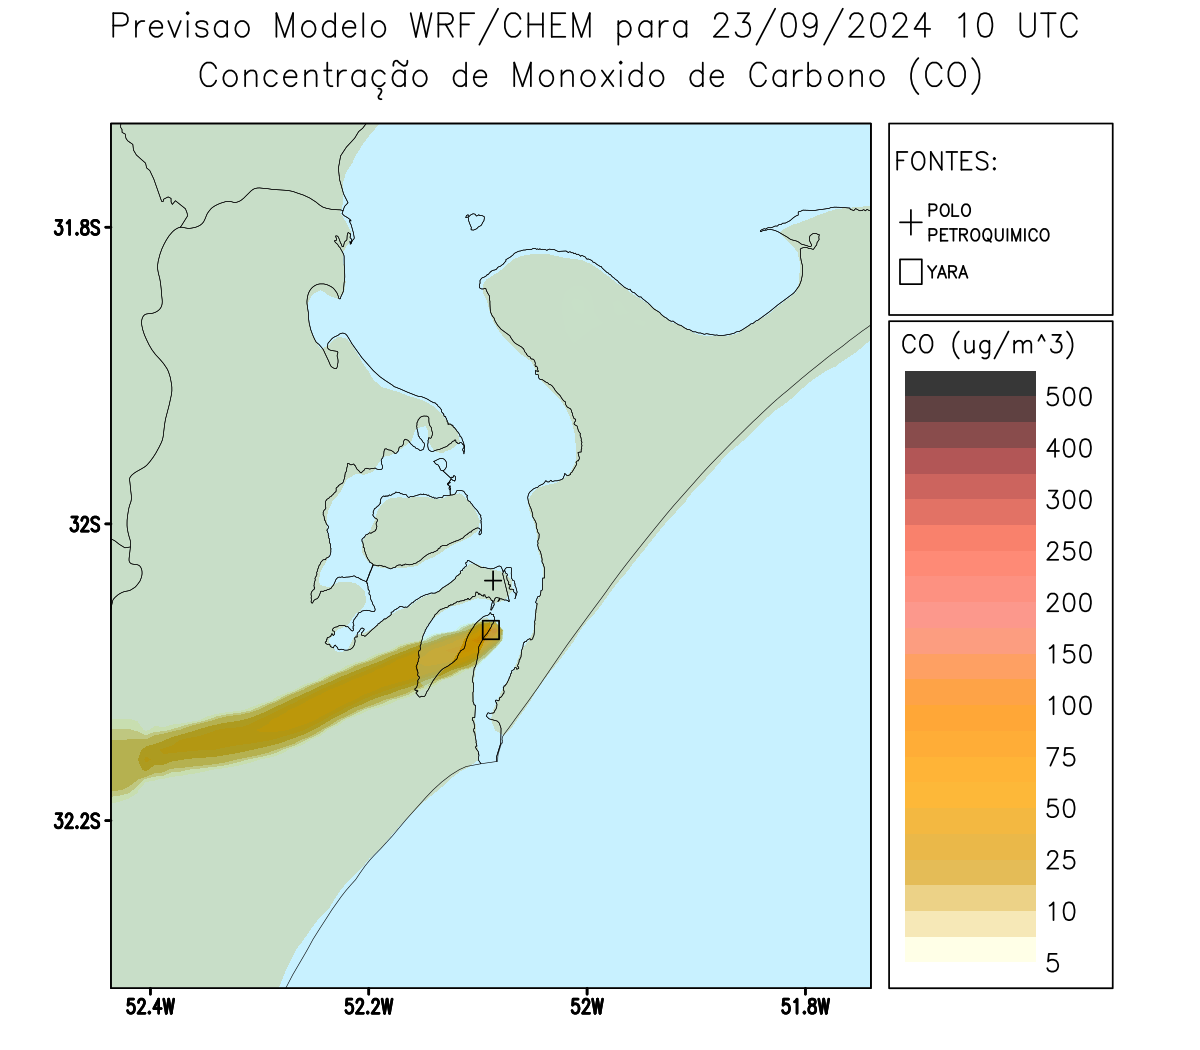 Previsao Modelo WRF/CHEM para 23/09/2024 10 UTC
Concentração de Monoxido de Carbono (CO)
FONTES:
POLO
PETROQUIMICO
YARA
CO (ug/m^3)
500
400
300
250
200
150
100
75
50
25
10
5
31.8S
32S
32.2S
52.4W
52.2W
52W
51.8W